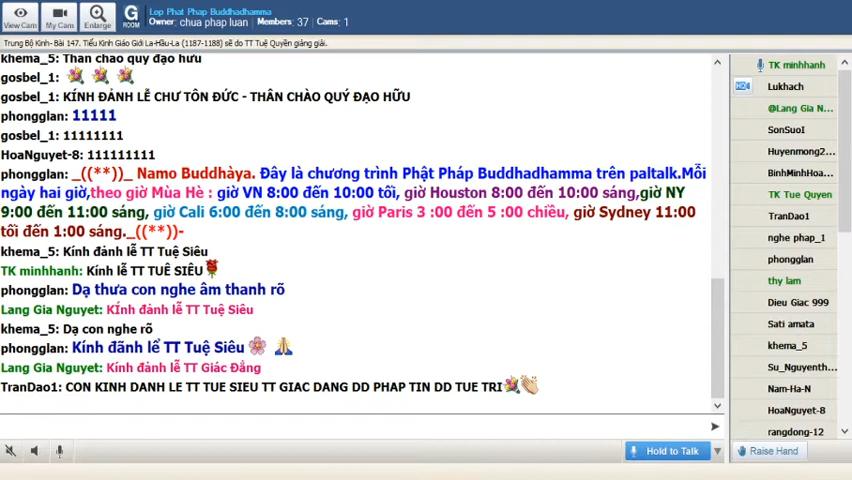 Lop Phat Phap Buddhadhamma
Owner: chua phap luan Members: 37 Cams: 1
View Cam My Cam Enlarge G ROOM
Trung Bộ Kinh- Bài 147. Tiểu Kinh Giáo Giới La-Hầu-La (1187-1188) sẽ do TT Tuệ Quyền giảng giải.
khema_5: Thân chào quý đạo hữu
gosbel_1:
gosbel_1: KÍNH ĐẢNH LỄ CHƯ TÔN ĐỨC - THÂN CHÀO QUÝ ĐẠO HỮU
phongglan: 11111
gosbel_1: 11111111
HoaNguyet-8: 111111111
phongglan: _((**))_ Namo Buddhàya. Đây là chương trình Phật Pháp Buddhadhamma trên paltalk.Mỗi
ngày hai giờ,theo giờ Mùa Hè : giờ VN 8:00 đến 10:00 tối, giờ Houston 8:00 đến 10:00 sáng,giờ NY
9:00 đến 11:00 sáng, giờ Cali 6:00 đến 8:00 sáng, giờ Paris 3 :00 đến 5 :00 chiều, giờ Sydney 11:00
tối đến 1:00 sáng._((**))-
khema_5: Kính đảnh lễ TT Tuệ Siêu
TK minhhanh: Kính lễ TT TUÊ SIÊU
phongglan: Dạ thưa con nghe âm thanh rõ
Lang Gia Nguyet: KÍnh đảnh lễ TT Tuệ Siêu
khema_5: Dạ con nghe rõ
phongglan: Kính đãnh lể TT Tuệ Siêu
Lang Gia Nguyet: Kính đảnh lễ TT Giác Đẳng
TranDao1: CON KINH DANH LE TT TUE SIEU TT GIAC DANG DD PHAP TIN DD TUE TRI
TK minhhanh
HD Lukhach
@Lang Gia N...
SonSuoI
Huyenmong2...
BinhMinhHoa...
TK Tue Quyen
TranDao1
nghe phap_1
phongglan
thy lam
Dieu Giac 999
Sati amata
khema_5
Su_Nguyenth...
Nam-Ha-N
HoaNguyet-8
rangdong-12
Hold to Talk
Raise Hand